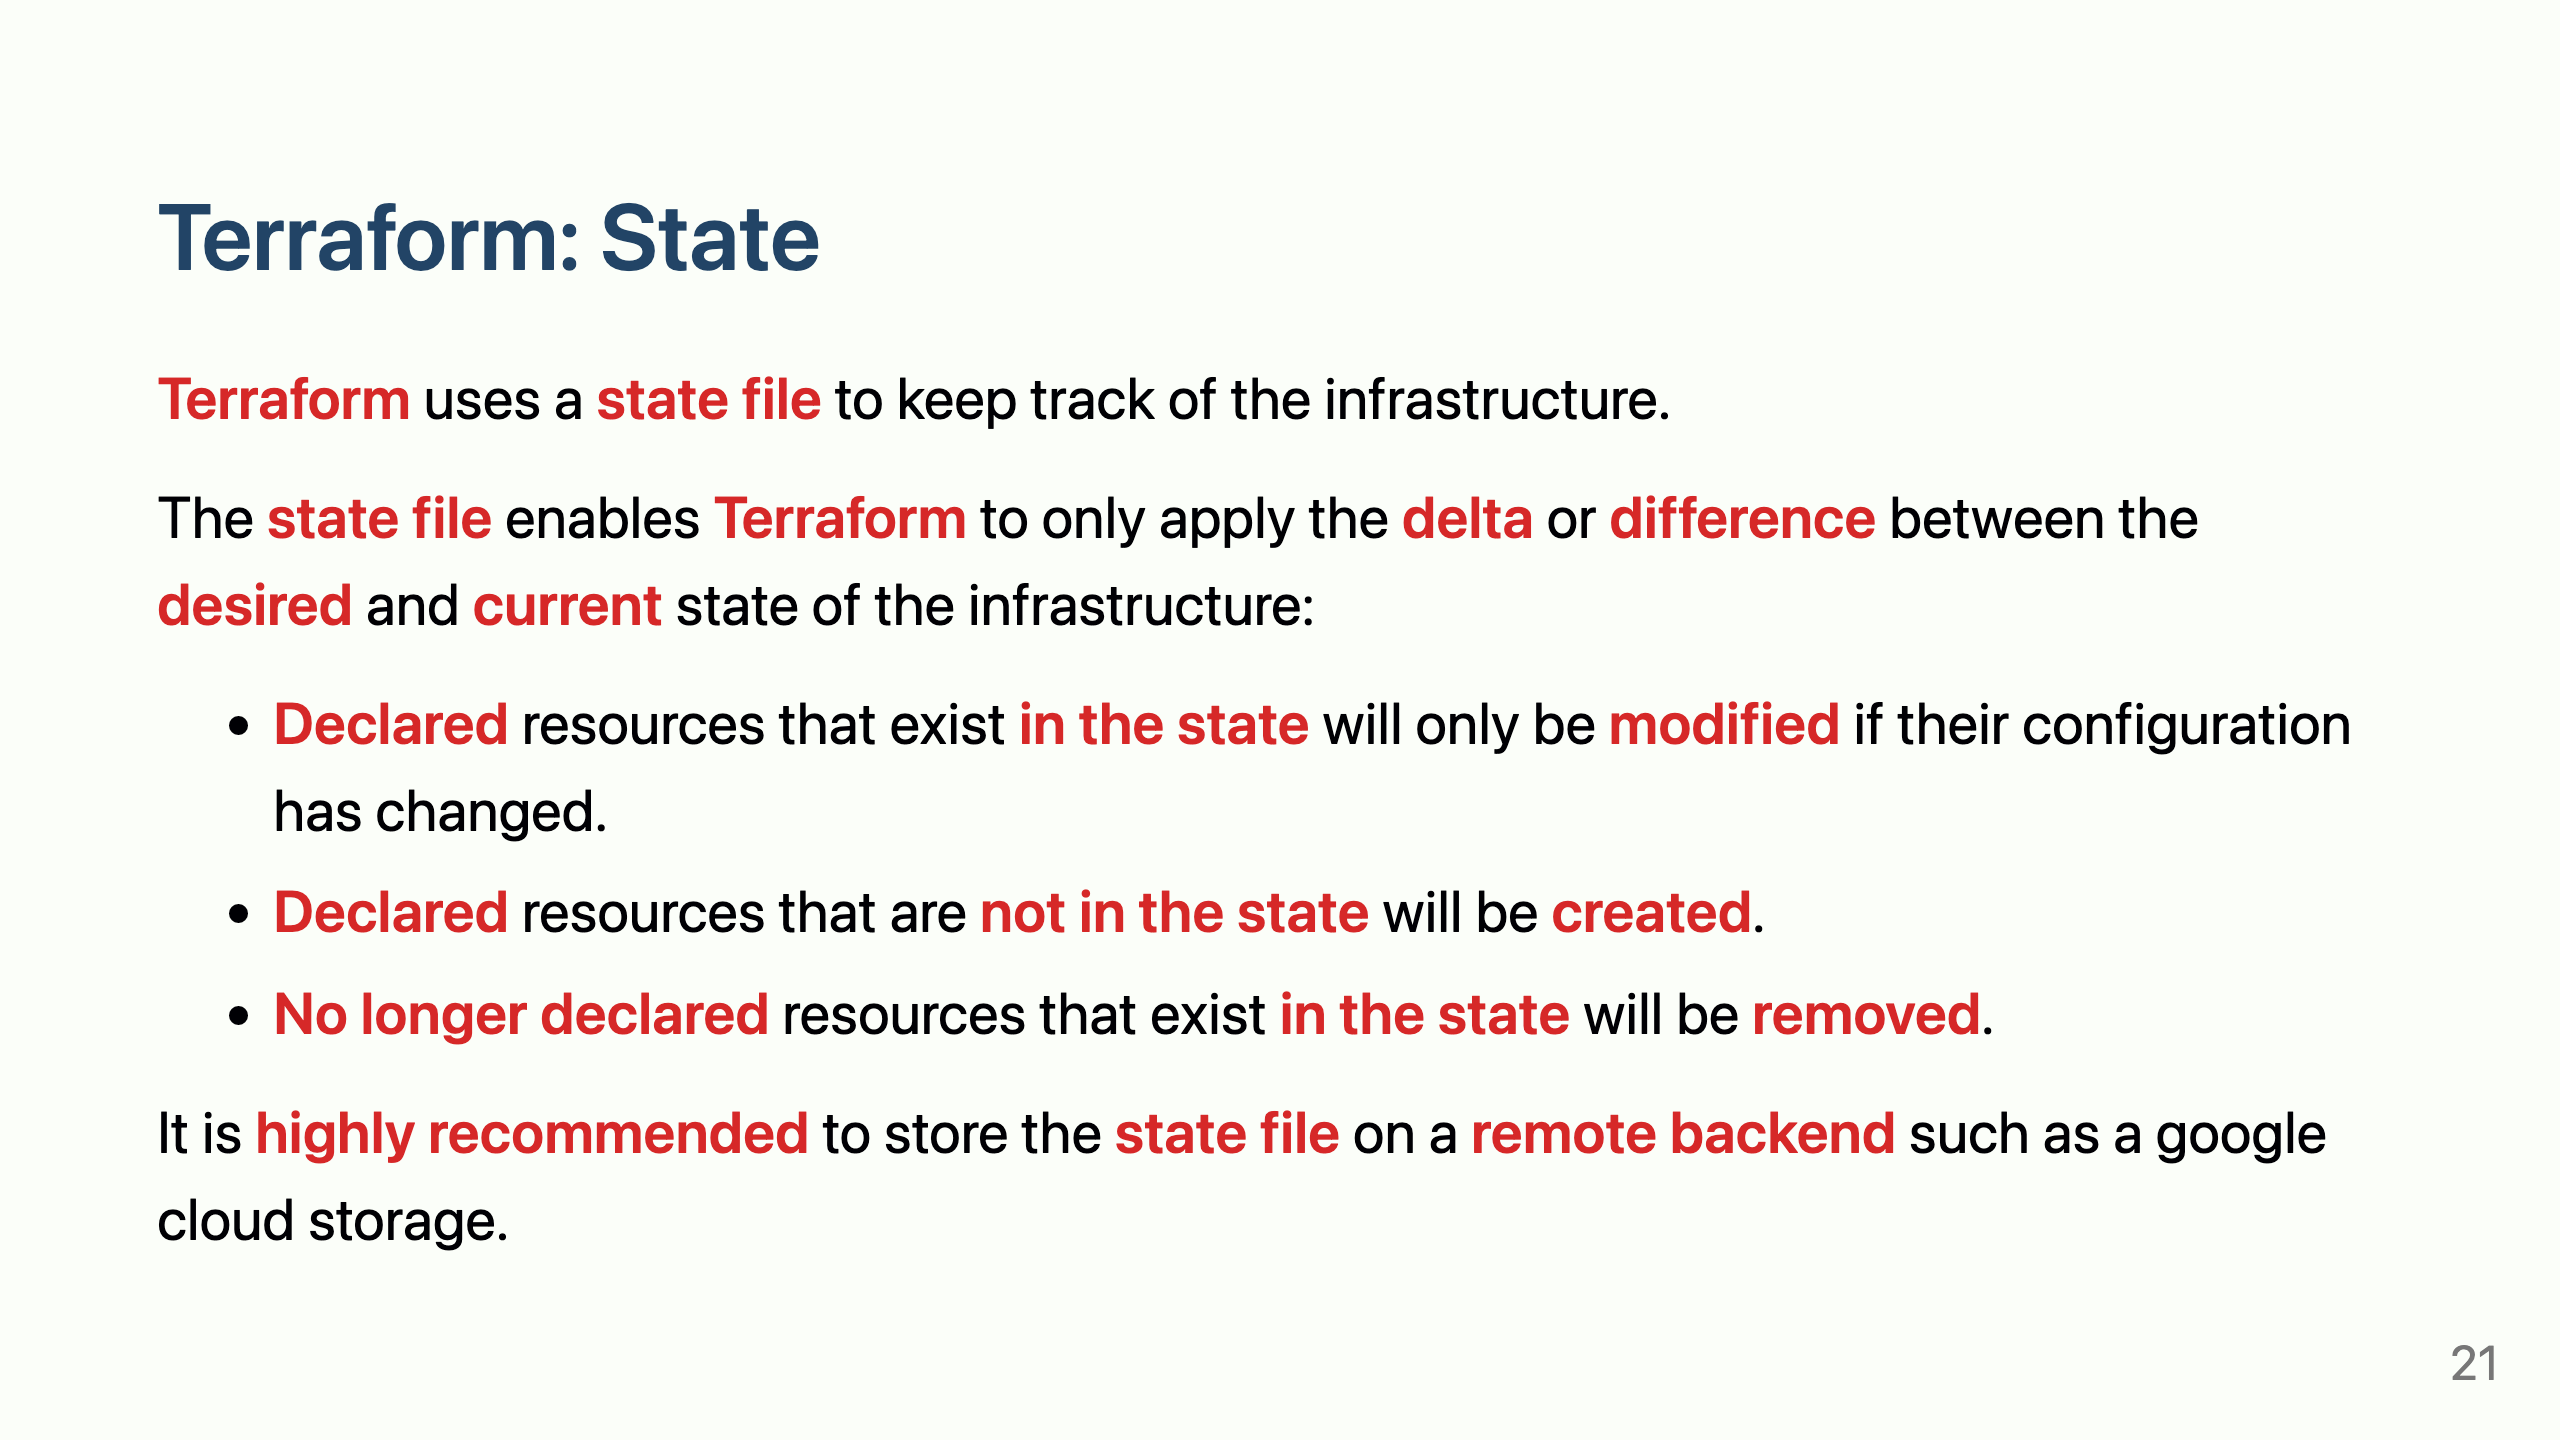 Terraform: State
Terraform uses a state file to keep track of the infrastructure.
The state file enables Terraform to only apply the delta or difference between the
desired and current state of the infrastructure:
• Declared resources that exist in the state will only be modified if their configuration
has changed.
• Declared resources that are not in the state will be created.
• No longer declared resources that exist in the state will be removed.
It is highly recommended to store the state file on a remote backend such as a google
cloud storage.
21